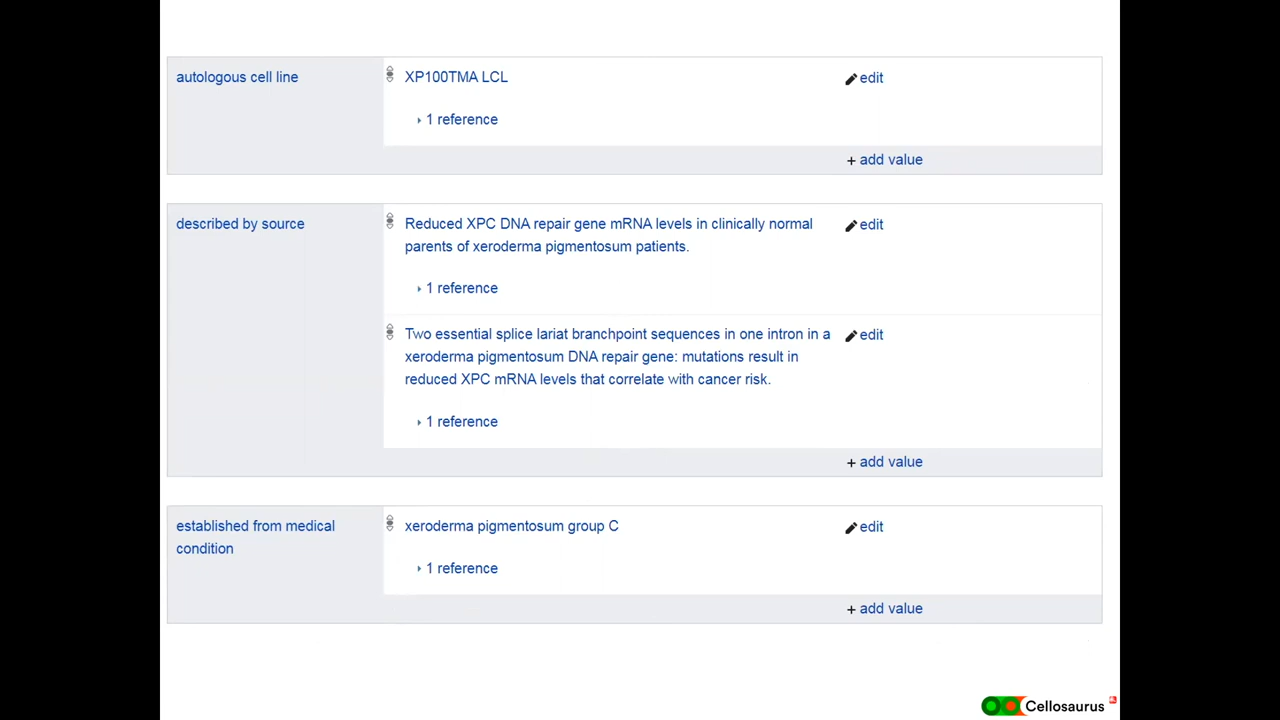 autologous cell line
XP100TMA LCL
edit
1 reference
+ add value
described by source
Reduced XPC DNA repair gene mRNA levels in clinically normal
parents of xeroderma pigmentosum patients.
edit
1 reference
Two essential splice lariat branchpoint sequences in one intron in a
xeroderma pigmentosum DNA repair gene: mutations result in
reduced XPC mRNA levels that correlate with cancer risk.
edit
1 reference
+ add value
established from medical
condition
xeroderma pigmentosum group C
edit
1 reference
+ add value
Cellosaurus